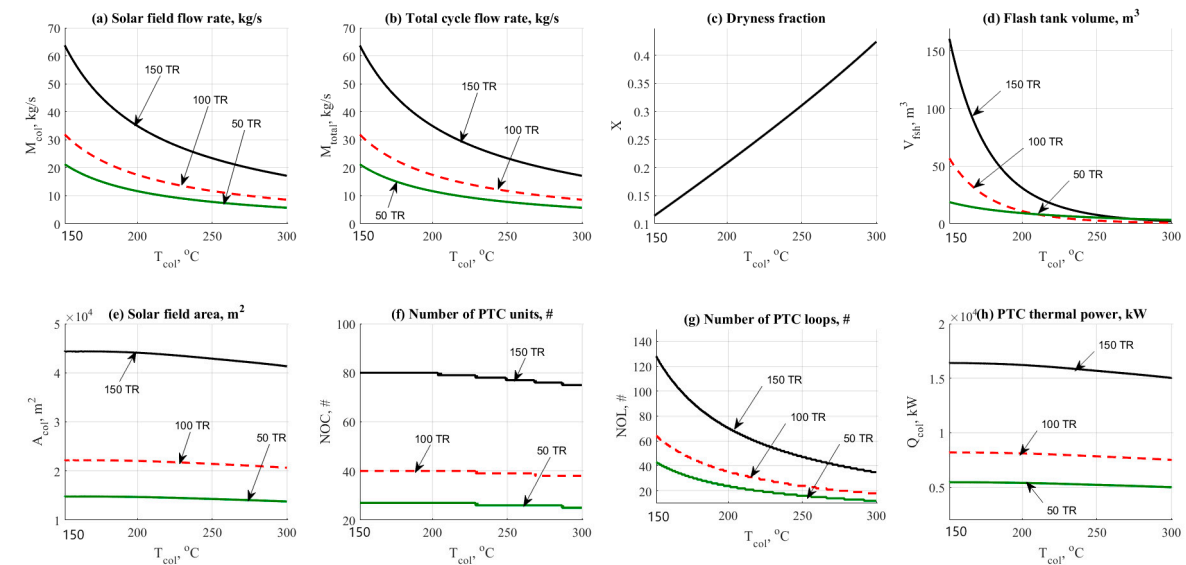 (a) Solar field flow rate, kg/s
70
60
50
40
30
20
10
0
M_col, kg/s
150 TR
100 TR
50 TR
150
200
250
300
T_col, °C
(b) Total cycle flow rate, kg/s
70
60
50
40
30
20
10
0
M_total, kg/s
150 TR
100 TR
50 TR
150
200
250
300
T_col, °C
(c) Dryness fraction
0.4
0.35
0.3
0.25
0.2
0.15
0.1
X
150
200
250
300
T_col, °C
(d) Flash tank volume, m³
150
100
50
0
V_fsh, m³
150 TR
100 TR
50 TR
150
200
250
300
T_col, °C
(e) Solar field area, m²
×10⁴
5
4
3
2
1
A_col, m²
150 TR
100 TR
50 TR
150
200
250
300
T_col, °C
(f) Number of PTC units, #
100
80
60
40
20
NOC, #
150 TR
100 TR
50 TR
150
200
250
300
T_col, °C
(g) Number of PTC loops, #
140
120
100
80
60
40
20
NOL, #
150 TR
100 TR
50 TR
150
200
250
300
T_col, °C
(h) PTC thermal power, kW
×10⁴
2
1.5
1
0.5
Q_col, kW
150 TR
100 TR
50 TR
150
200
250
300
T_col, °C